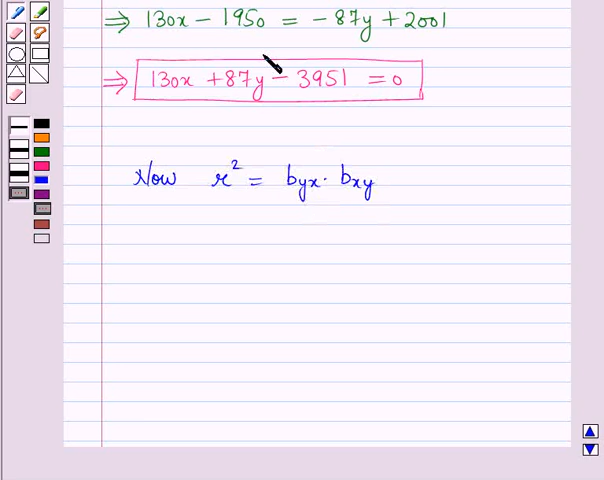 ⇒ 130x - 1950 = -87y + 2001
⇒ 130x + 87y - 3951 = 0
Now r² = byx · bxy